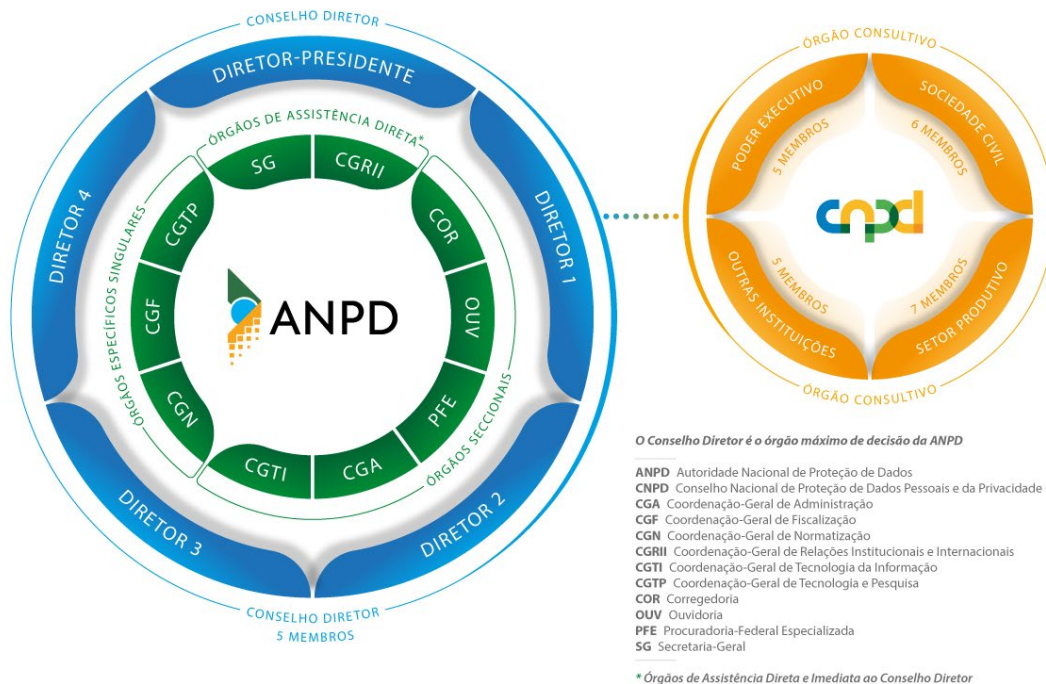 CONSELHO DIRETOR
DIRETOR-PRESIDENTE
DIRETOR 1
DIRETOR 2
DIRETOR 3
DIRETOR 4
CONSELHO DIRETOR
5 MEMBROS
ÓRGÃOS DE ASSISTÊNCIA DIRETA*
SG
CGRII
ÓRGÃOS SECCIONAIS
COR
OUV
PFE
CGA
CGTI
ÓRGÃOS ESPECÍFICOS SINGULARES
CGN
CGF
CGTP
ANPD
ÓRGÃO CONSULTIVO
PODER EXECUTIVO
5 MEMBROS
SOCIEDADE CIVIL
6 MEMBROS
cnpd
OUTRAS INSTITUIÇÕES
5 MEMBROS
SETOR PRODUTIVO
7 MEMBROS
ÓRGÃO CONSULTIVO
O Conselho Diretor é o órgão máximo de decisão da ANPD
ANPD Autoridade Nacional de Proteção de Dados
CNPD Conselho Nacional de Proteção de Dados Pessoais e da Privacidade
CGA Coordenação-Geral de Administração
CGF Coordenação-Geral de Fiscalização
CGN Coordenação-Geral de Normatização
CGRII Coordenação-Geral de Relações Institucionais e Internacionais
CGTI Coordenação-Geral de Tecnologia da Informação
CGTP Coordenação-Geral de Tecnologia e Pesquisa
COR Corregedoria
OUV Ouvidoria
PFE Procuradoria-Federal Especializada
SG Secretaria-Geral
* Órgãos de Assistência Direta e Imediata ao Conselho Diretor